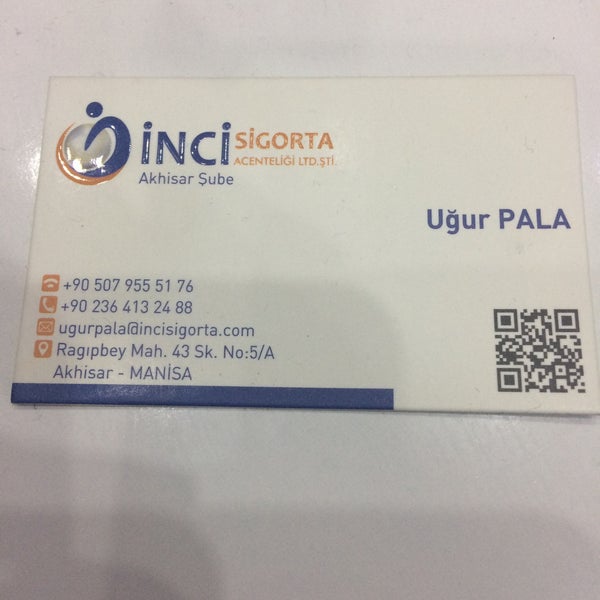 İNCİ SİGORTA
ACENTELİĞİ LTD.ŞTİ.
Akhisar Şube
Uğur PALA
+90 507 955 51 76
+90 236 413 24 88
ugurpala@incisigorta.com
Ragıpbey Mah. 43 Sk. No:5/A
Akhisar - MANİSA